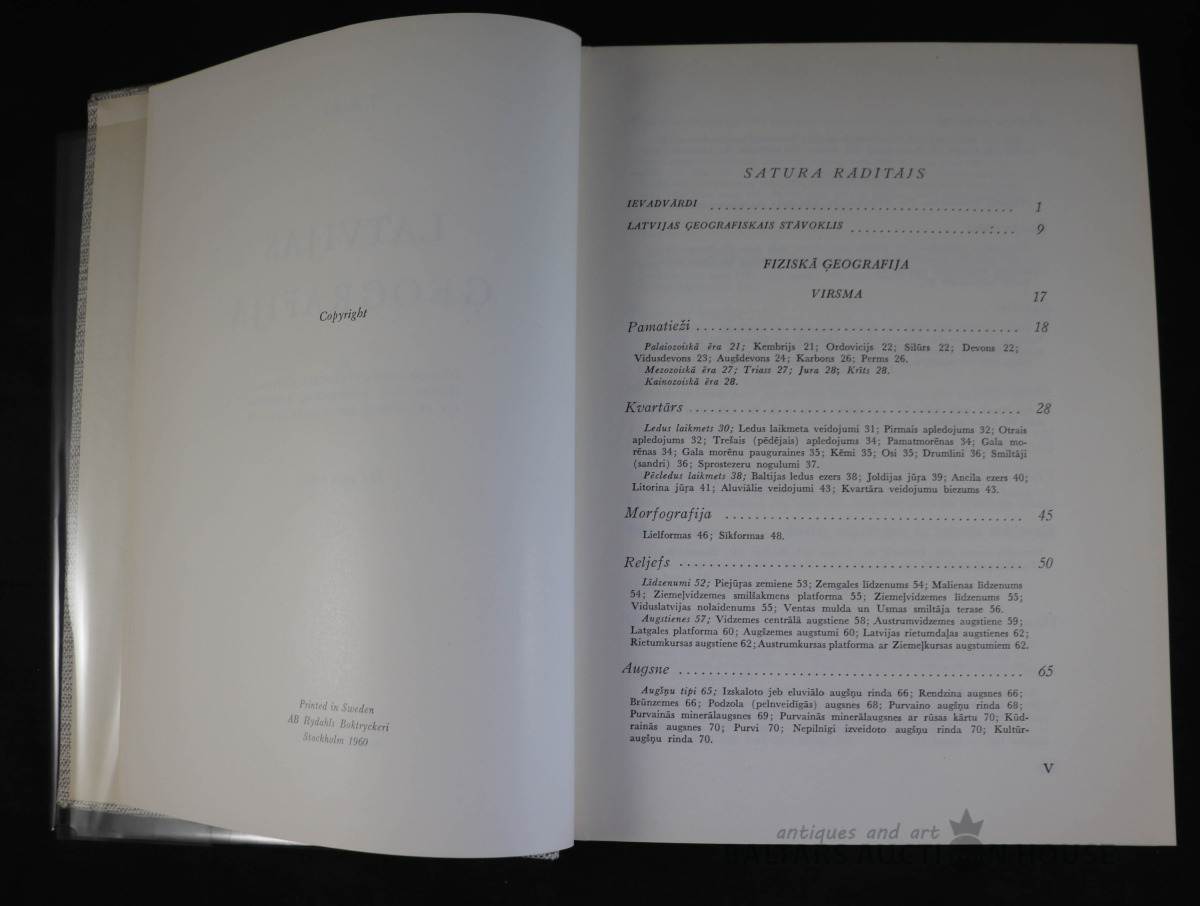 Copyright
Printed in Sweden
AB Rydahls Boktryckeri
Stockholm 1960
SATURA RĀDĪTĀJS
IEVADVĀRDI ........................................ 1
LATVIJAS ĢEOGRAFISKAIS STĀVOKLIS ...................... 9
FIZISKĀ ĢEOGRAFIJA
VIRSMA 17
Pamatieži ........................................ 18
Palaiozoiskā ēra 21; Kembrijs 21; Ordovicijs 22; Silūrs 22; Devons 22;
Vidusdevons 23; Augšdevons 24; Karbons 26; Perms 26.
Mezozoiskā ēra 27; Triass 27; Jura 28; Krīts 28.
Kainozoiskā ēra 28.
Kvartārs ........................................ 28
Ledus laikmets 30; Ledus laikmeta veidojumi 31; Pirmais apledojums 32; Otrais
apledojums 32; Trešais (pēdējais) apledojums 34; Pamatmorēnas 34; Gala mo-
rēnas 34; Gala morēnu pauguraines 35; Kēmi 35; Osi 35; Drumlini 36; Smiltāji
(sandri) 36; Sprostezeru nogulumi 37.
Pēcledus laikmets 38; Baltijas ledus ezers 38; Joldijas jūŗa 39; Ancila ezers 40;
Litorina jūŗa 41; Aluviālie veidojumi 43; Kvartāra veidojumu biezums 43.
Morfografija ........................................ 45
Lielformas 46; Sīkformas 48.
Reljefs ........................................ 50
Līdzenumi 52; Piejūŗas zemiene 53; Zemgales līdzenums 54; Malienas līdzenums
54; Ziemeļvidzemes smilšakmens platforma 55; Ziemeļvidzemes līdzenums 55;
Viduslatvijas nolaidenums 55; Ventas mulda un Usmas smiltāja terase 56.
Augstienes 57; Vidzemes centrālā augstiene 58; Austrumvidzemes augstiene 59;
Latgales platforma 60; Augšzemes augstumi 60; Latvijas rietumdaļas augstienes 62;
Rietumkursas augstiene 62; Austrumkursas platforma ar Ziemeļkursas augstumiem 62.
Augsne ........................................ 65
Augšņu tipi 65; Izskaloto jeb eluviālo augšņu rinda 66; Rendzina augsnes 66;
Brūnzemes 66; Podzola (pelnveidīgās) augsnes 68; Purvaino augšņu rinda 68;
Purvainās minerālaugsnes 69; Purvainās minerālaugsnes ar rūsas kārtu 70; Kūd-
rainās augsnes 70; Purvi 70; Nepilnīgi izveidoto augšņu rinda 70; Kultūr-
augšņu rinda 70.
V
antiques and art
BALTARS AUCTION HOUSE